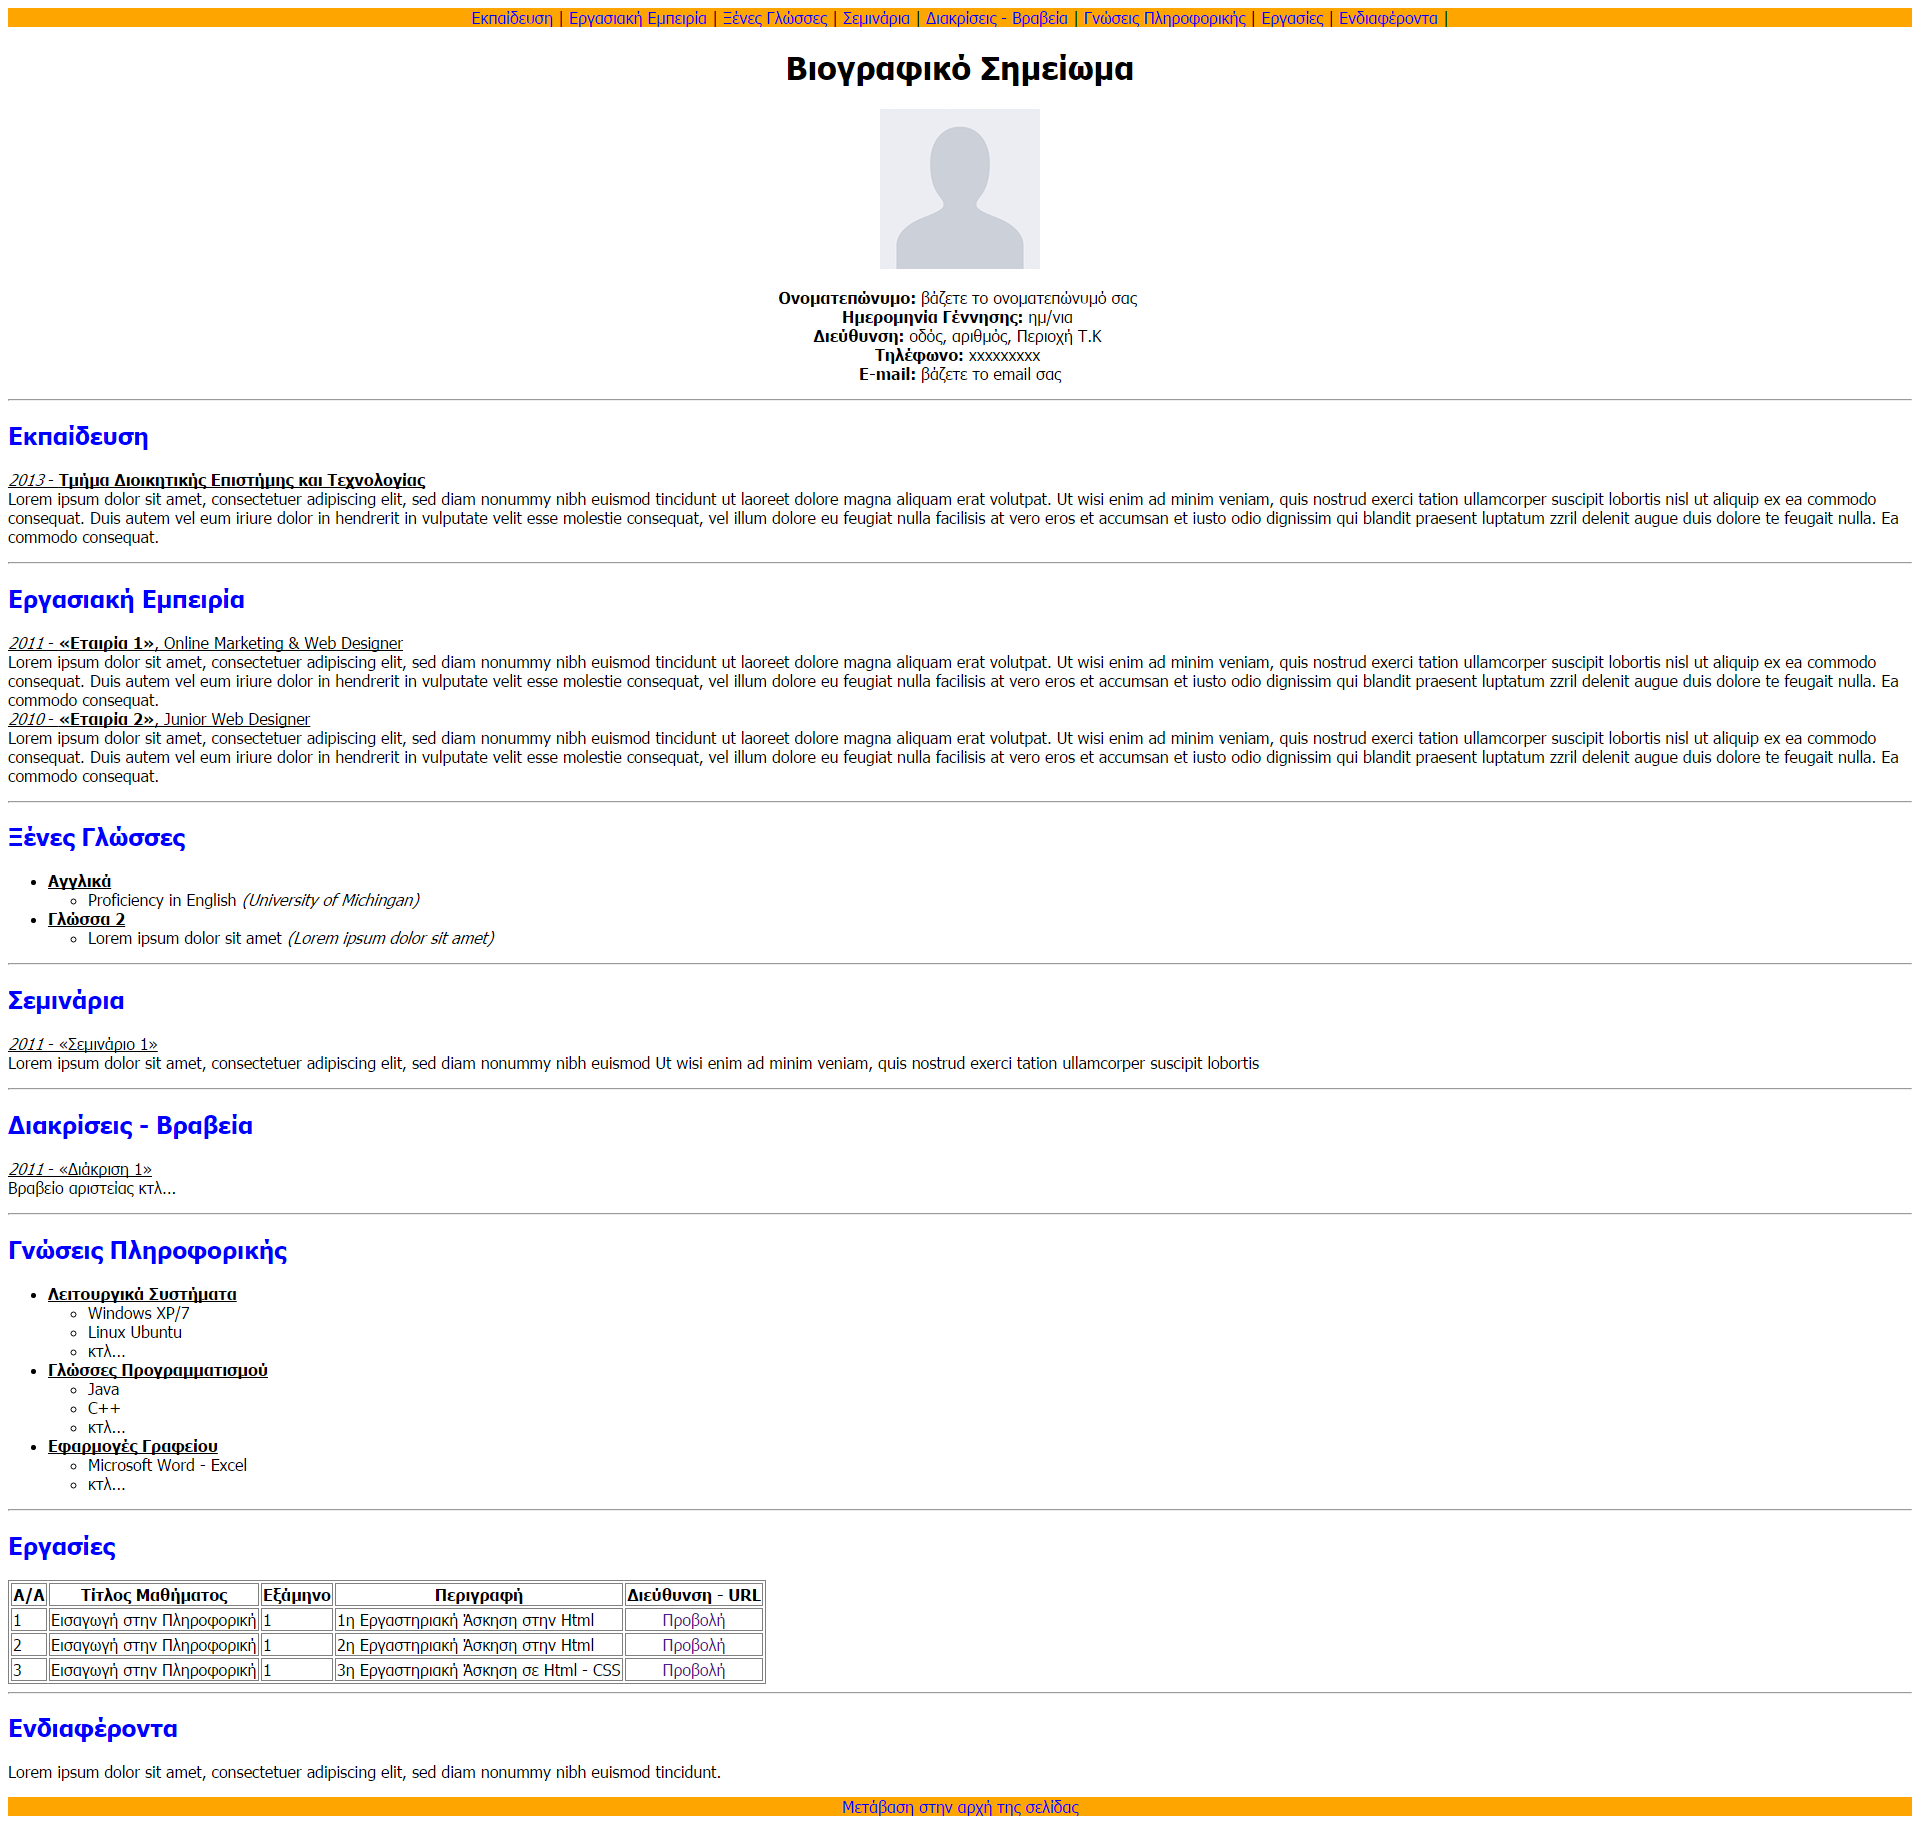 Εκπαίδευση | Εργασιακή Εμπειρία | Ξένες Γλώσσες | Σεμινάρια | Διακρίσεις - Βραβεία | Γνώσεις Πληροφορικής | Εργασίες | Ενδιαφέροντα |
Βιογραφικό Σημείωμα
Ονοματεπώνυμο: βάζετε το ονοματεπώνυμό σας
Ημερομηνία Γέννησης: ημ/νια
Διεύθυνση: οδός, αριθμός, Περιοχή Τ.Κ
Τηλέφωνο: xxxxxxxxx
E-mail: βάζετε το email σας
Εκπαίδευση
2013 - Τμήμα Διοικητικής Επιστήμης και Τεχνολογίας
Lorem ipsum dolor sit amet, consectetuer adipiscing elit, sed diam nonummy nibh euismod tincidunt ut laoreet dolore magna aliquam erat volutpat. Ut wisi enim ad minim veniam, quis nostrud exerci tation ullamcorper suscipit lobortis nisl ut aliquip ex ea commodo
consequat. Duis autem vel eum iriure dolor in hendrerit in vulputate velit esse molestie consequat, vel illum dolore eu feugiat nulla facilisis at vero eros et accumsan et iusto odio dignissim qui blandit praesent luptatum zzril delenit augue duis dolore te feugait nulla. Ea
commodo consequat.
Εργασιακή Εμπειρία
2011 - «Εταιρία 1», Online Marketing & Web Designer
Lorem ipsum dolor sit amet, consectetuer adipiscing elit, sed diam nonummy nibh euismod tincidunt ut laoreet dolore magna aliquam erat volutpat. Ut wisi enim ad minim veniam, quis nostrud exerci tation ullamcorper suscipit lobortis nisl ut aliquip ex ea commodo
consequat. Duis autem vel eum iriure dolor in hendrerit in vulputate velit esse molestie consequat, vel illum dolore eu feugiat nulla facilisis at vero eros et accumsan et iusto odio dignissim qui blandit praesent luptatum zzril delenit augue duis dolore te feugait nulla. Ea
commodo consequat.
2010 - «Εταιρία 2», Junior Web Designer
Lorem ipsum dolor sit amet, consectetuer adipiscing elit, sed diam nonummy nibh euismod tincidunt ut laoreet dolore magna aliquam erat volutpat. Ut wisi enim ad minim veniam, quis nostrud exerci tation ullamcorper suscipit lobortis nisl ut aliquip ex ea commodo
consequat. Duis autem vel eum iriure dolor in hendrerit in vulputate velit esse molestie consequat, vel illum dolore eu feugiat nulla facilisis at vero eros et accumsan et iusto odio dignissim qui blandit praesent luptatum zzril delenit augue duis dolore te feugait nulla. Ea
commodo consequat.
Ξένες Γλώσσες
Αγγλικά
Proficiency in English (University of Michingan)
Γλώσσα 2
Lorem ipsum dolor sit amet (Lorem ipsum dolor sit amet)
Σεμινάρια
2011 - «Σεμινάριο 1»
Lorem ipsum dolor sit amet, consectetuer adipiscing elit, sed diam nonummy nibh euismod Ut wisi enim ad minim veniam, quis nostrud exerci tation ullamcorper suscipit lobortis
Διακρίσεις - Βραβεία
2011 - «Διάκριση 1»
Βραβείο αριστείας κτλ...
Γνώσεις Πληροφορικής
Λειτουργικά Συστήματα
Windows XP/7
Linux Ubuntu
κτλ...
Γλώσσες Προγραμματισμού
Java
C++
κτλ...
Εφαρμογές Γραφείου
Microsoft Word - Excel
κτλ...
Εργασίες
Α/Α Τίτλος Μαθήματος Εξάμηνο Περιγραφή Διεύθυνση - URL
1 Εισαγωγή στην Πληροφορική 1 1η Εργαστηριακή Άσκηση στην Html Προβολή
2 Εισαγωγή στην Πληροφορική 1 2η Εργαστηριακή Άσκηση στην Html Προβολή
3 Εισαγωγή στην Πληροφορική 1 3η Εργαστηριακή Άσκηση σε Html - CSS Προβολή
Ενδιαφέροντα
Lorem ipsum dolor sit amet, consectetuer adipiscing elit, sed diam nonummy nibh euismod tincidunt.
Μετάβαση στην αρχή της σελίδας